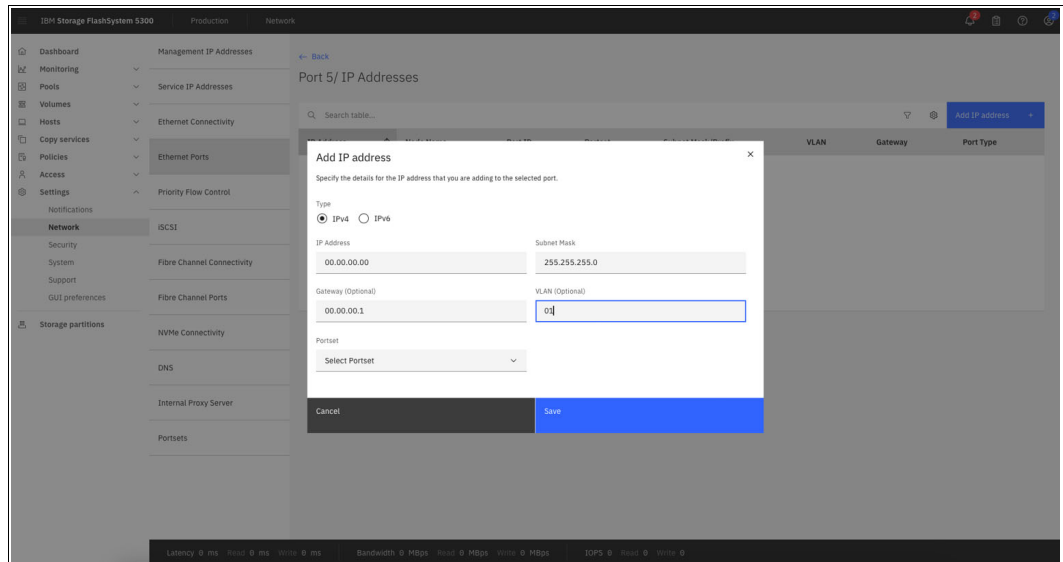 IBM Storage FlashSystem 5300 Production Network 2 2
Dashboard
Monitoring
Pools
Volumes
Hosts
Copy services
Policies
Access
Settings
Notifications
Network
Security
System
Support
GUI preferences
Storage partitions
Management IP Addresses
Service IP Addresses
Ethernet Connectivity
Ethernet Ports
Priority Flow Control
iSCSI
Fibre Channel Connectivity
Fibre Channel Ports
NVMe Connectivity
DNS
Internal Proxy Server
Portsets
← Back
Port 5/ IP Addresses
Search table... Add IP address +
VLAN Gateway Port Type
Add IP address ×
Specify the details for the IP address that you are adding to the selected port.
Type
IPv4 IPv6
IP Address Subnet Mask
00.00.00.00 255.255.255.0
Gateway (Optional) VLAN (Optional)
00.00.00.1 01
Portset
Select Portset
Cancel Save
Latency 0 ms Read 0 ms Write 0 ms Bandwidth 0 MBps Read 0 MBps Write 0 MBps IOPS 0 Read 0 Write 0